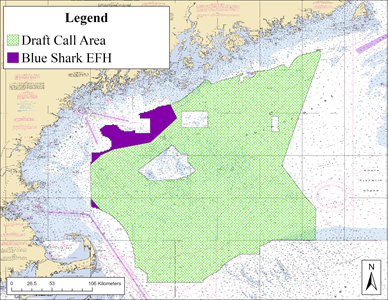 Legend
Draft Call Area
Blue Shark EFH
0 26.5 53 106 Kilometers
N